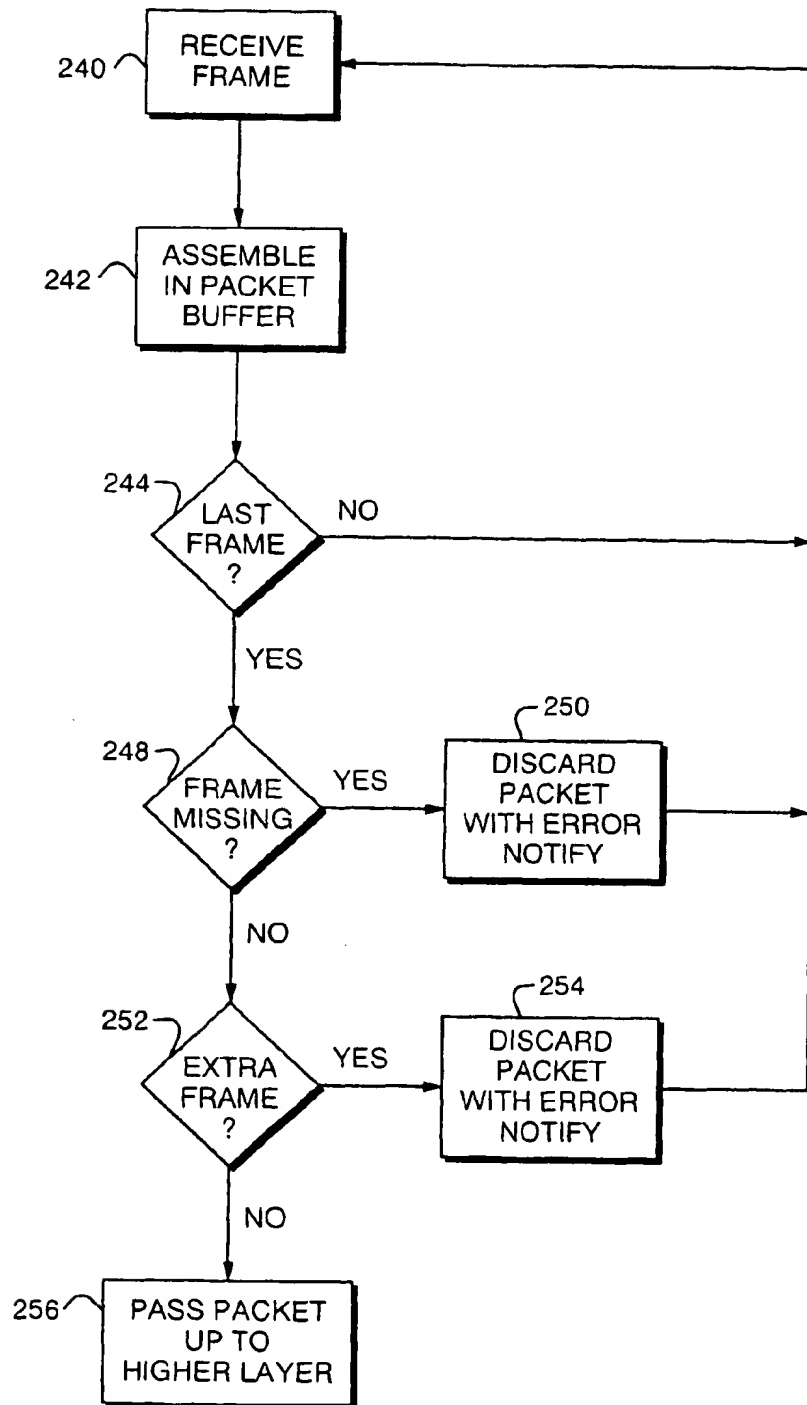 240
RECEIVE
FRAME
242
ASSEMBLE
IN PACKET
BUFFER
244
LAST
FRAME
?
NO
YES
248
FRAME
MISSING
?
YES
250
DISCARD
PACKET
WITH ERROR
NOTIFY
NO
252
EXTRA
FRAME
?
YES
254
DISCARD
PACKET
WITH ERROR
NOTIFY
NO
256
PASS PACKET
UP TO
HIGHER LAYER